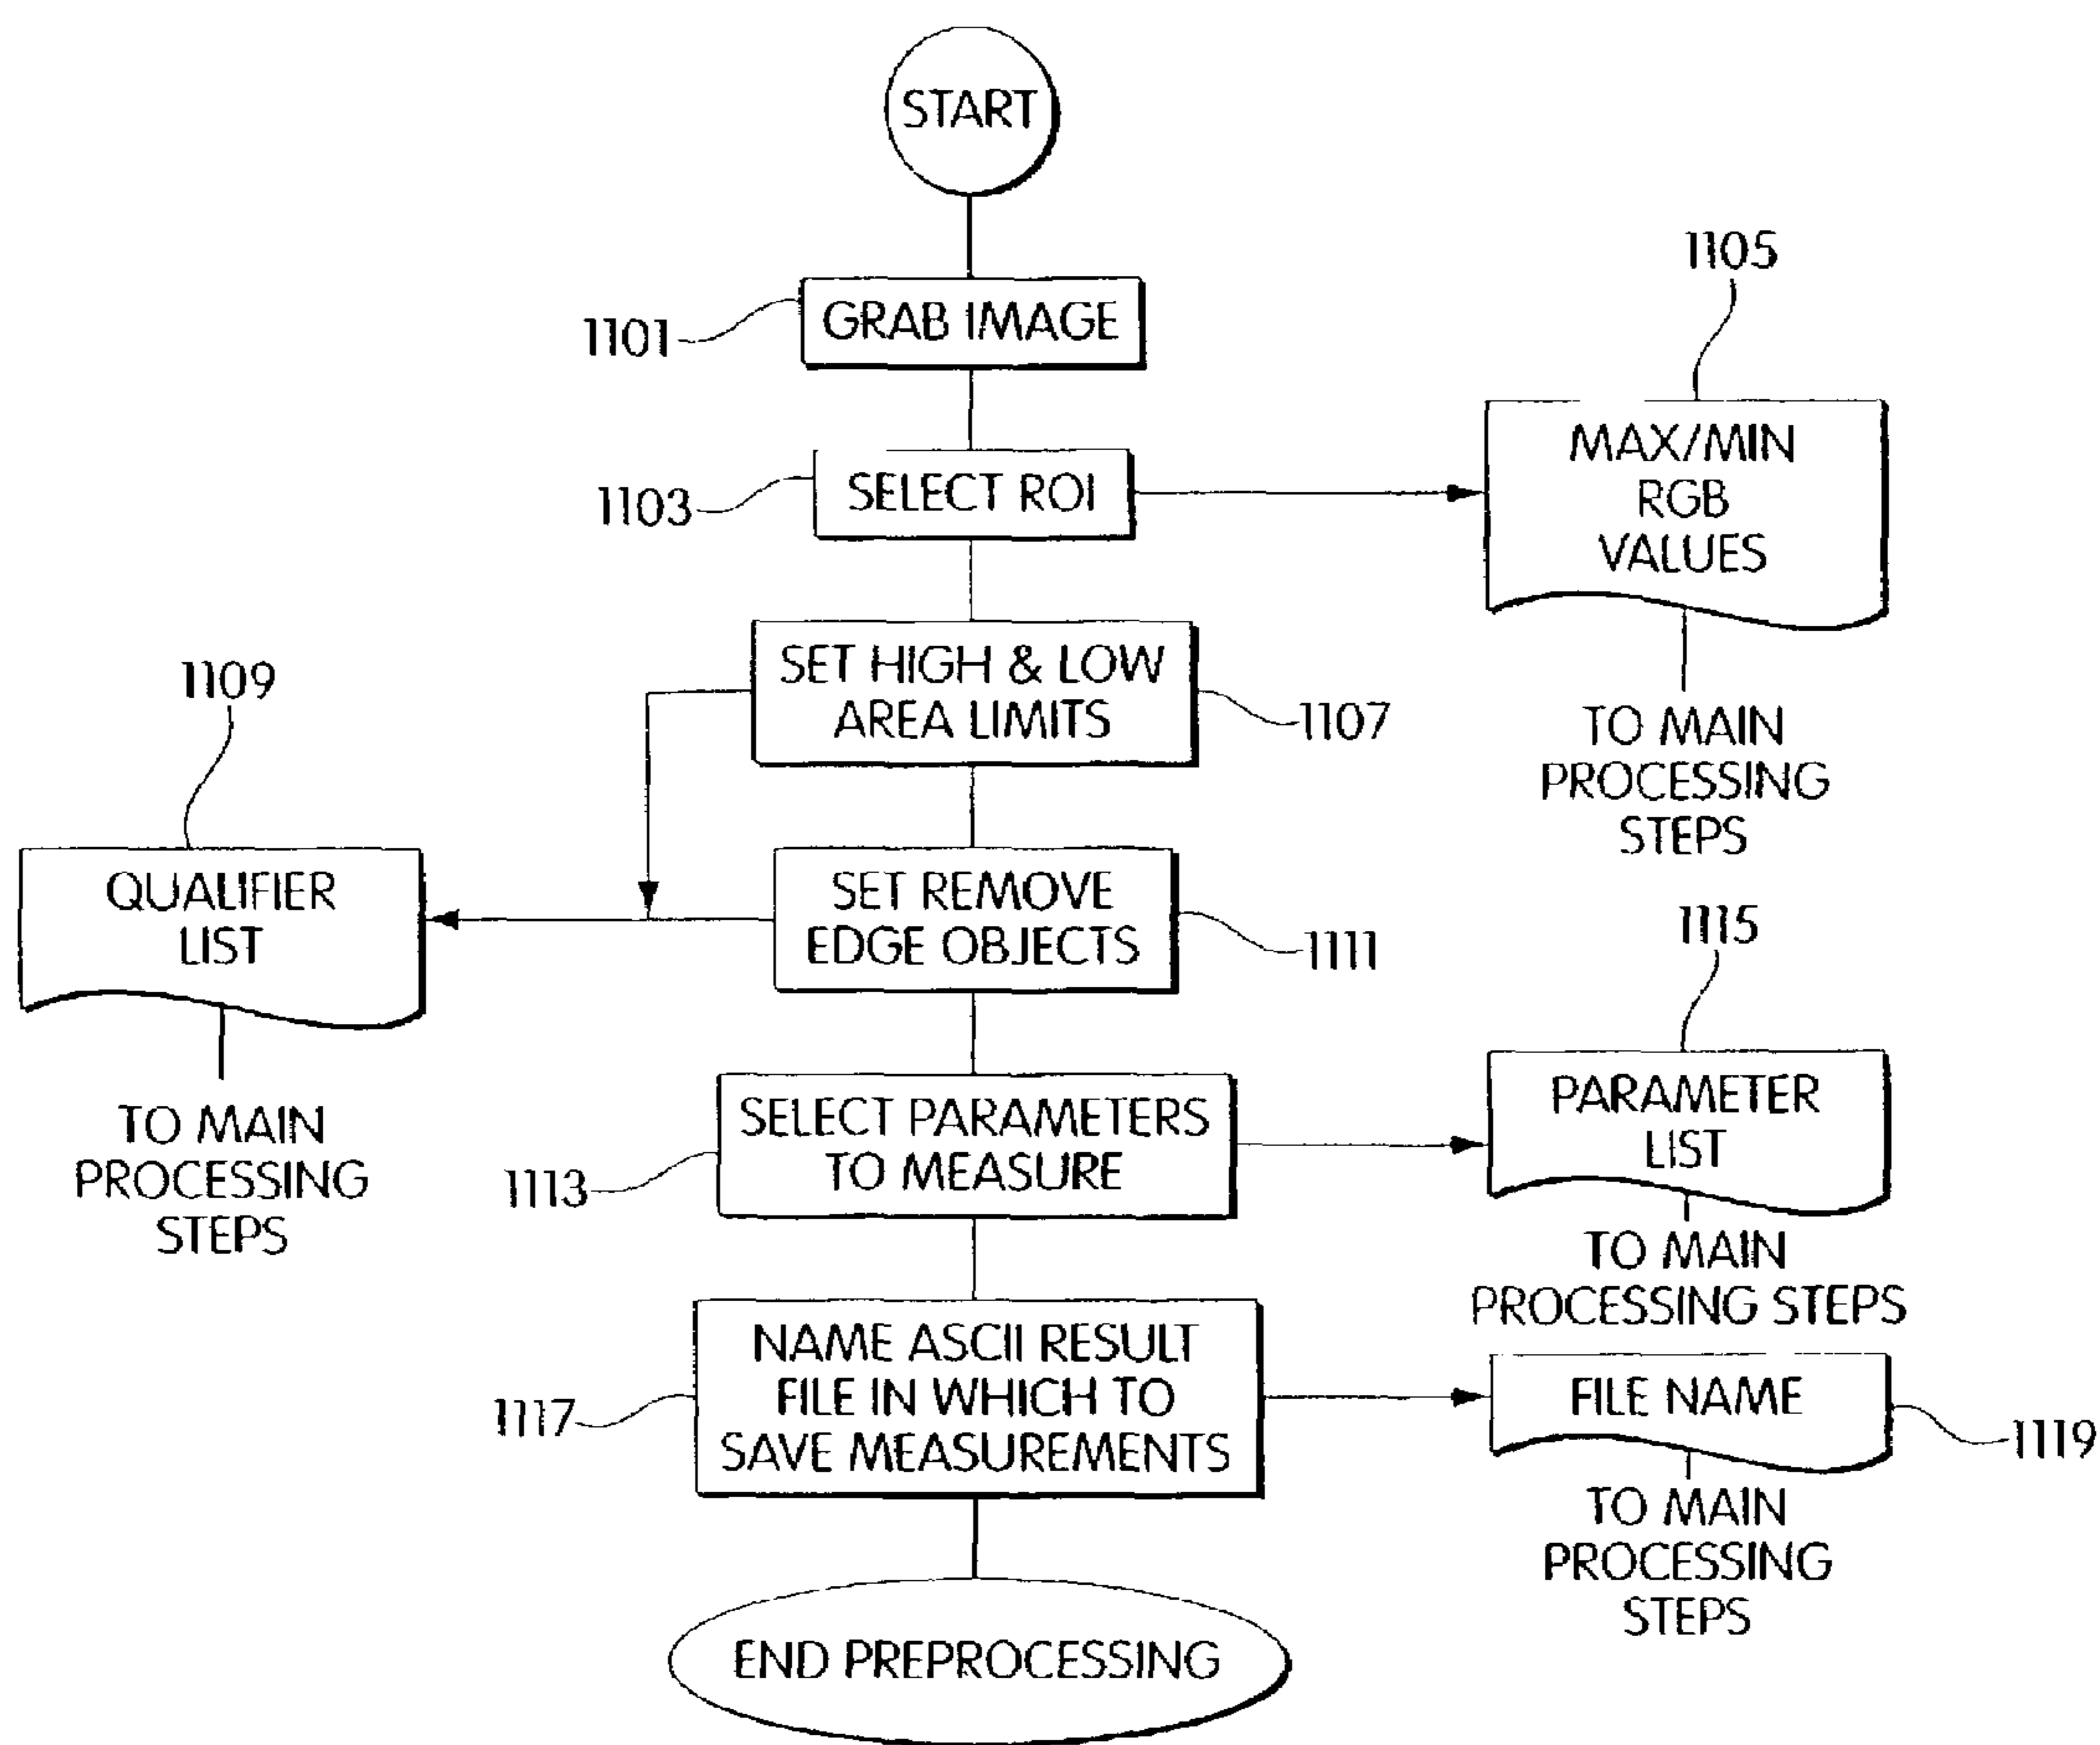 START
1101
GRAB IMAGE
1105
MAX/MIN
RGB
VALUES
1103
SELECT ROI
TO MAIN
PROCESSING
STEPS
SET HIGH & LOW
AREA LIMITS
1107
1109
QUALIFIER
LIST
SET REMOVE
EDGE OBJECTS
1111
TO MAIN
PROCESSING
STEPS
1113
SELECT PARAMETERS
TO MEASURE
1115
PARAMETER
LIST
TO MAIN
PROCESSING STEPS
1117
NAME ASCII RESULT
FILE IN WHICH TO
SAVE MEASUREMENTS
FILE NAME
1119
TO MAIN
PROCESSING
STEPS
END PREPROCESSING